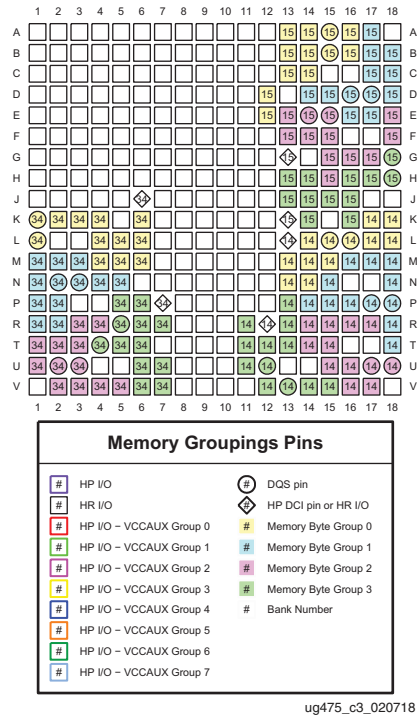 1 2 3 4 5 6 7 8 9 10 11 12 13 14 15 16 17 18
A 15 15 15 15 15 A
B 15 15 15 15 15 15 B
C 15 15 15 15 C
D 15 15 15 15 15 15 D
E 15 15 15 15 15 15 15 E
F 15 15 15 15 F
G 15 15 15 15 15 G
H 15 15 15 15 15 15 H
J 34 15 15 15 15 J
K 34 34 34 34 34 15 15 15 14 14 K
L 34 34 34 34 14 14 14 14 14 14 L
M 34 34 34 34 34 34 14 14 14 14 14 14 M
N 34 34 34 34 34 14 14 14 14 N
P 34 34 34 34 34 14 14 14 14 14 14 P
R 34 34 34 34 34 34 34 14 14 14 14 14 14 14 14 R
T 34 34 34 34 34 34 14 14 14 14 14 14 14 T
U 34 34 34 34 34 14 14 14 14 14 14 U
V 34 34 34 34 34 34 14 14 14 14 14 14 V
1 2 3 4 5 6 7 8 9 10 11 12 13 14 15 16 17 18
Memory Groupings Pins
# HP I/O
# HR I/O
# HP I/O – VCCAUX Group 0
# HP I/O – VCCAUX Group 1
# HP I/O – VCCAUX Group 2
# HP I/O – VCCAUX Group 3
# HP I/O – VCCAUX Group 4
# HP I/O – VCCAUX Group 5
# HP I/O – VCCAUX Group 6
# HP I/O – VCCAUX Group 7
# DQS pin
# HP DCI pin or HR I/O
# Memory Byte Group 0
# Memory Byte Group 1
# Memory Byte Group 2
# Memory Byte Group 3
# Bank Number
ug475_c3_020718